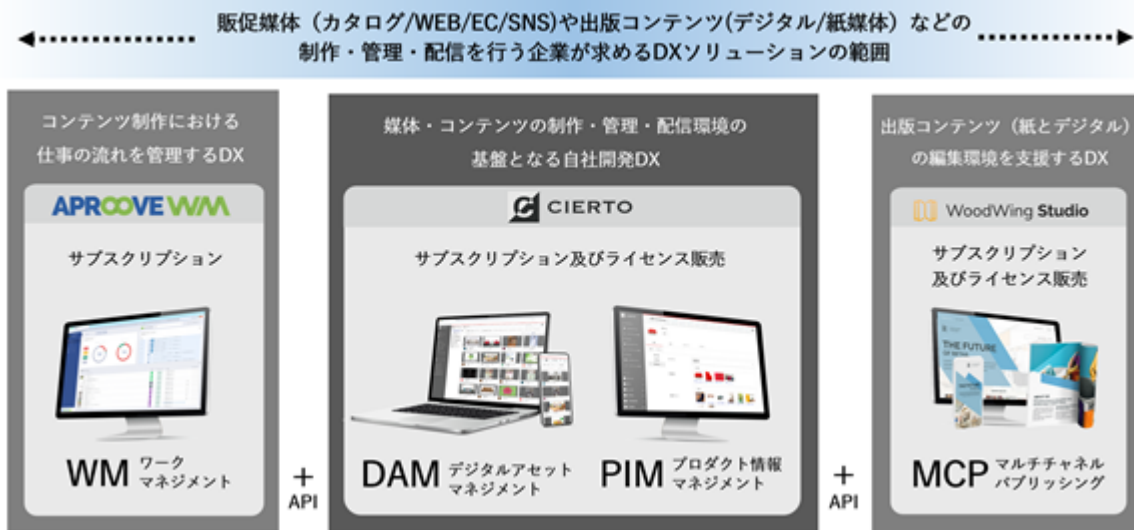 販促媒体（カタログ/WEB/EC/SNS)や出版コンテンツ(デジタル/紙媒体）などの
制作・管理・配信を行う企業が求めるDXソリューションの範囲
コンテンツ制作における
仕事の流れを管理するDX
APROOVE WM
サブスクリプション
WM ワーク
マネジメント
+
API
媒体・コンテンツの制作・管理・配信環境の
基盤となる自社開発DX
CIERTO
サブスクリプション及びライセンス販売
DAM デジタルアセット
マネジメント
PIM プロダクト情報
マネジメント
+
API
出版コンテンツ（紙とデジタル）
の編集環境を支援するDX
WoodWing Studio
サブスクリプション
及びライセンス販売
THE FUTURE
MCP マルチチャネル
パブリッシング